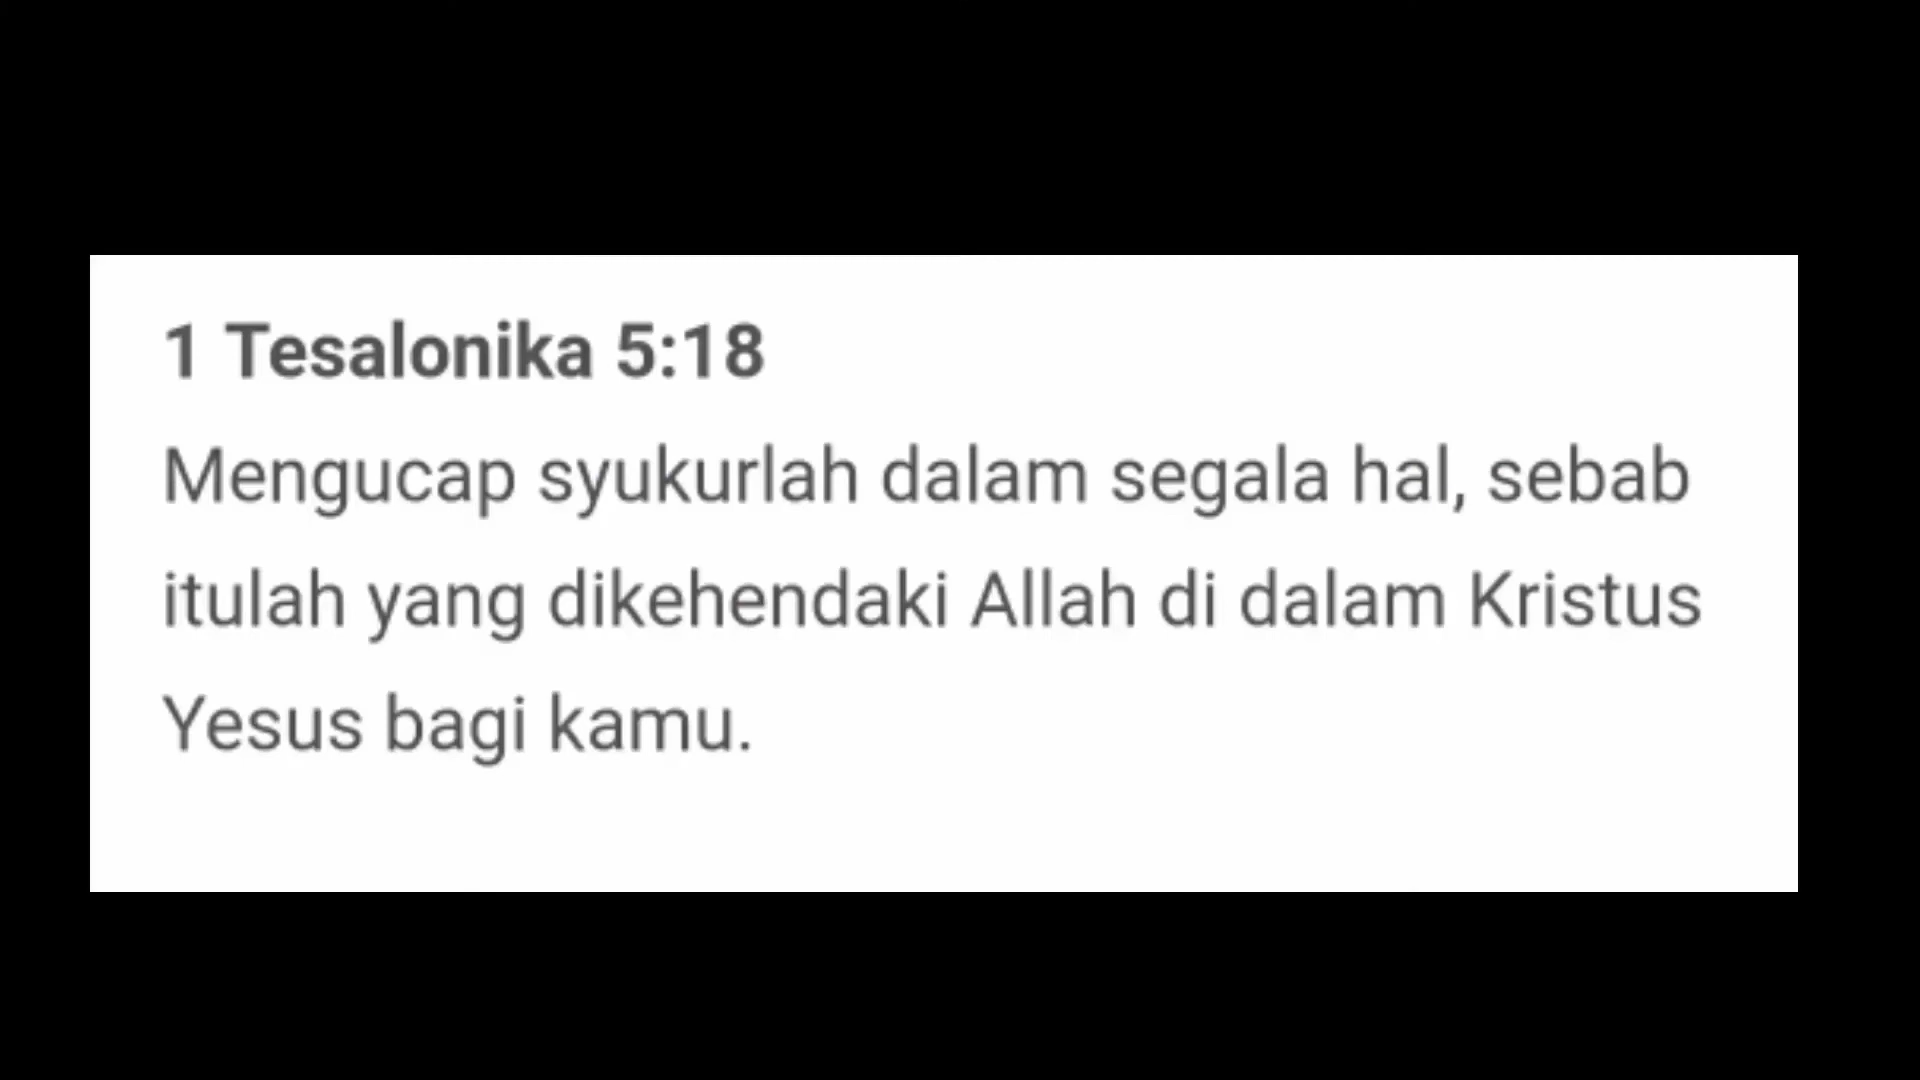 1 Tesalonika 5:18
Mengucap syukurlah dalam segala hal, sebab
itulah yang dikehendaki Allah di dalam Kristus
Yesus bagi kamu.